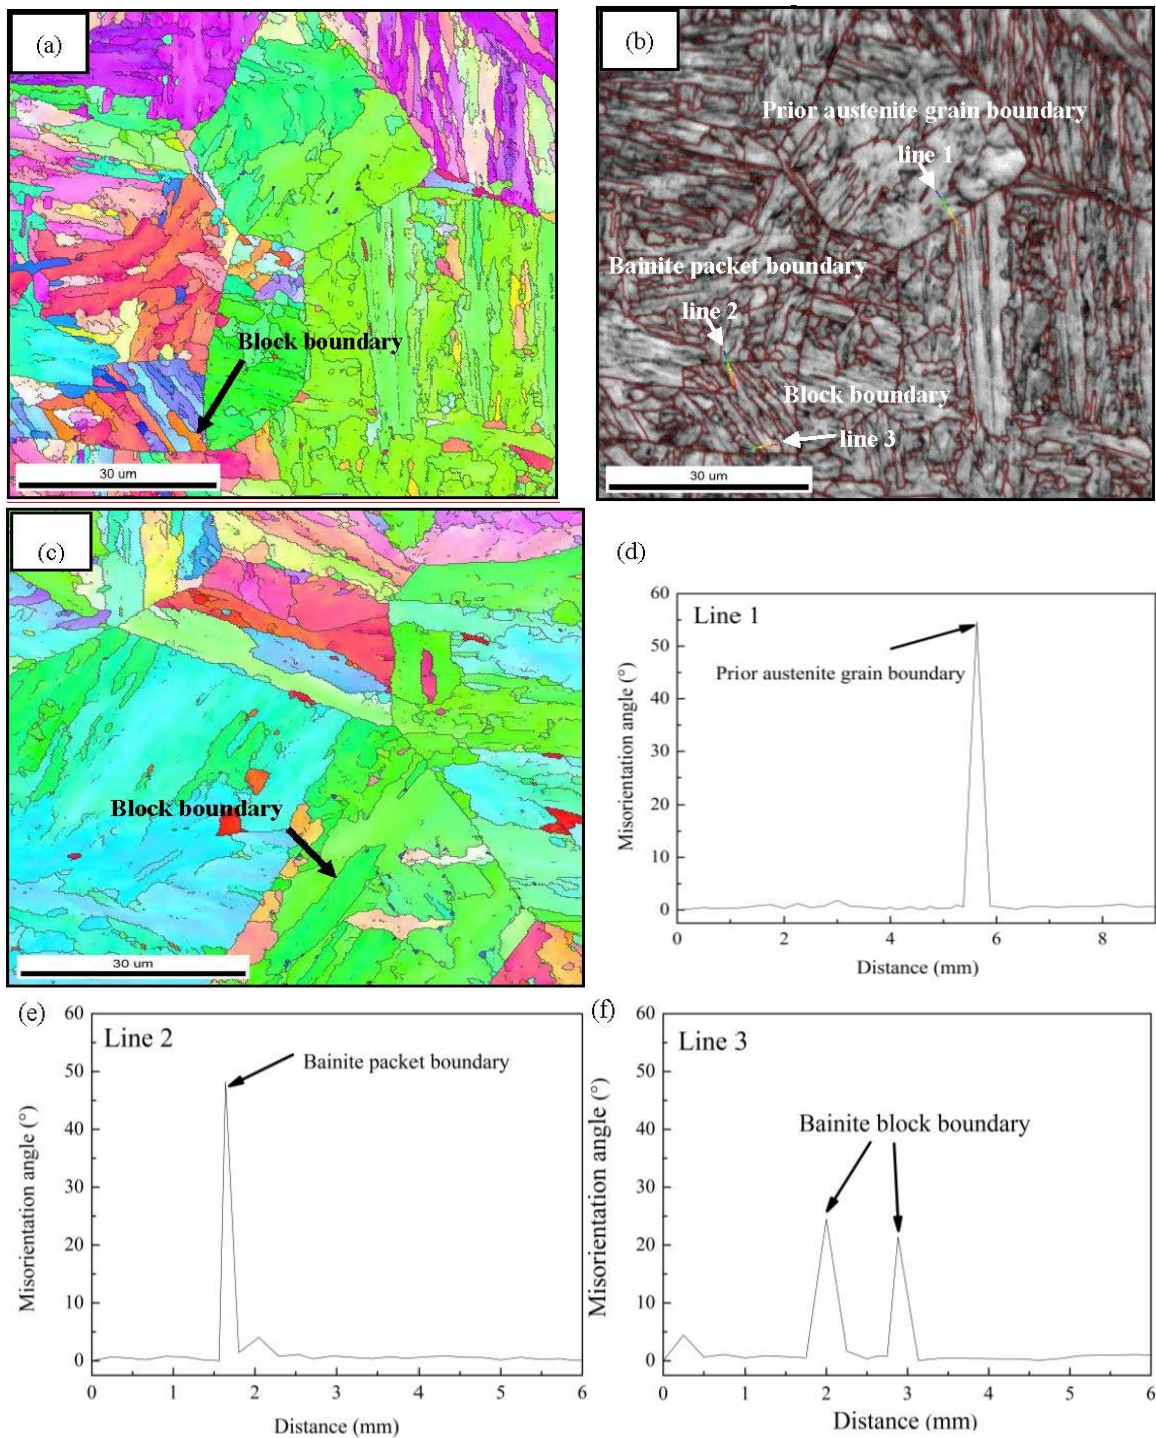 (a)
Block boundary
30 um
(b)
Prior austenite grain boundary
line 1
Bainite packet boundary
line 2
Block boundary
line 3
30 um
(c)
Block boundary
30 um
(d)
Line 1
Prior austenite grain boundary
Misorientation angle (°)
60
50
40
30
20
10
0
0 2 4 6 8
Distance (mm)
(e)
Line 2
Bainite packet boundary
Misorientation angle (°)
60
50
40
30
20
10
0
0 1 2 3 4 5 6
Distance (mm)
(f)
Line 3
Bainite block boundary
Misorientation angle (°)
60
50
40
30
20
10
0
0 1 2 3 4 5 6
Distance (mm)